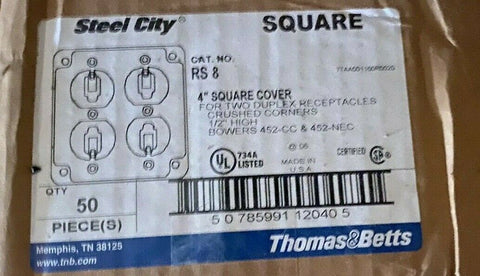 Steel City
SQUARE
CAT. NO.
RS 8
4" SQUARE COVER
FOR TWO DUPLEX RECEPTACLES
CRUSHED CORNERS
1/2" HIGH
BOWERS 452-CC & 452-NEC
UL 734A
LISTED
MADE IN
U.S.A
CERTIFIED
QTY
50
PIECE(S)
5 0 785991 12040 5
Memphis, TN 38125
www.tnb.com
Thomas&Betts